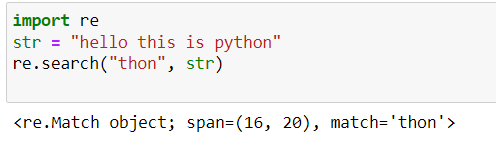 import re
str = "hello this is python"
re.search("thon", str)
<re.Match object; span=(16, 20), match='thon'>